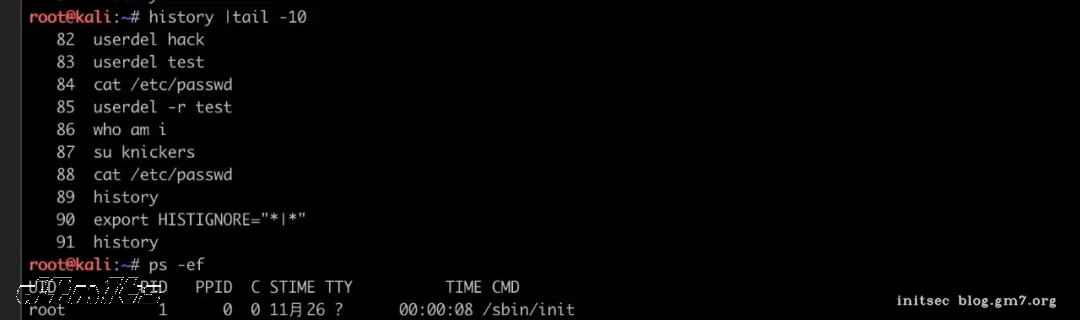 root@kali:~# history |tail -10
82 userdel hack
83 userdel test
84 cat /etc/passwd
85 userdel -r test
86 who am i
87 su knickers
88 cat /etc/passwd
89 history
90 export HISTIGNORE="*|*"
91 history
root@kali:~# ps -ef
UID PID PPID C STIME TTY TIME CMD
root 1 0 0 11月26 ? 00:00:08 /sbin/init
initsec blog.gm7.org